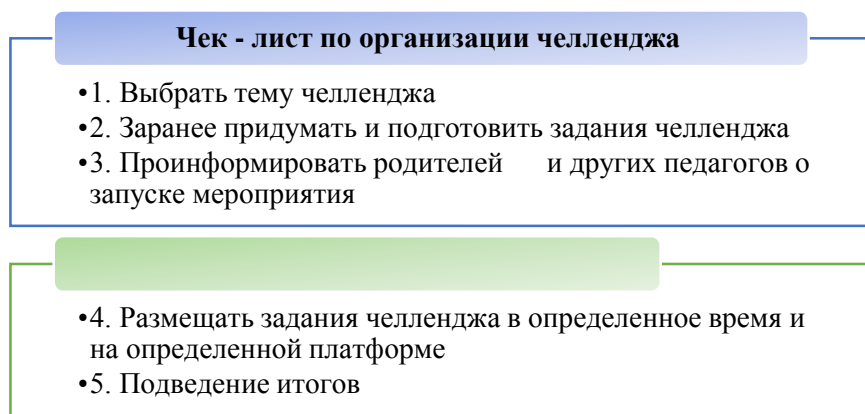 Чек - лист по организации челленджа
•1. Выбрать тему челленджа
•2. Заранее придумать и подготовить задания челленджа
•3. Проинформировать родителей и других педагогов о
запуске мероприятия
•4. Размещать задания челленджа в определенное время и
на определенной платформе
•5. Подведение итогов